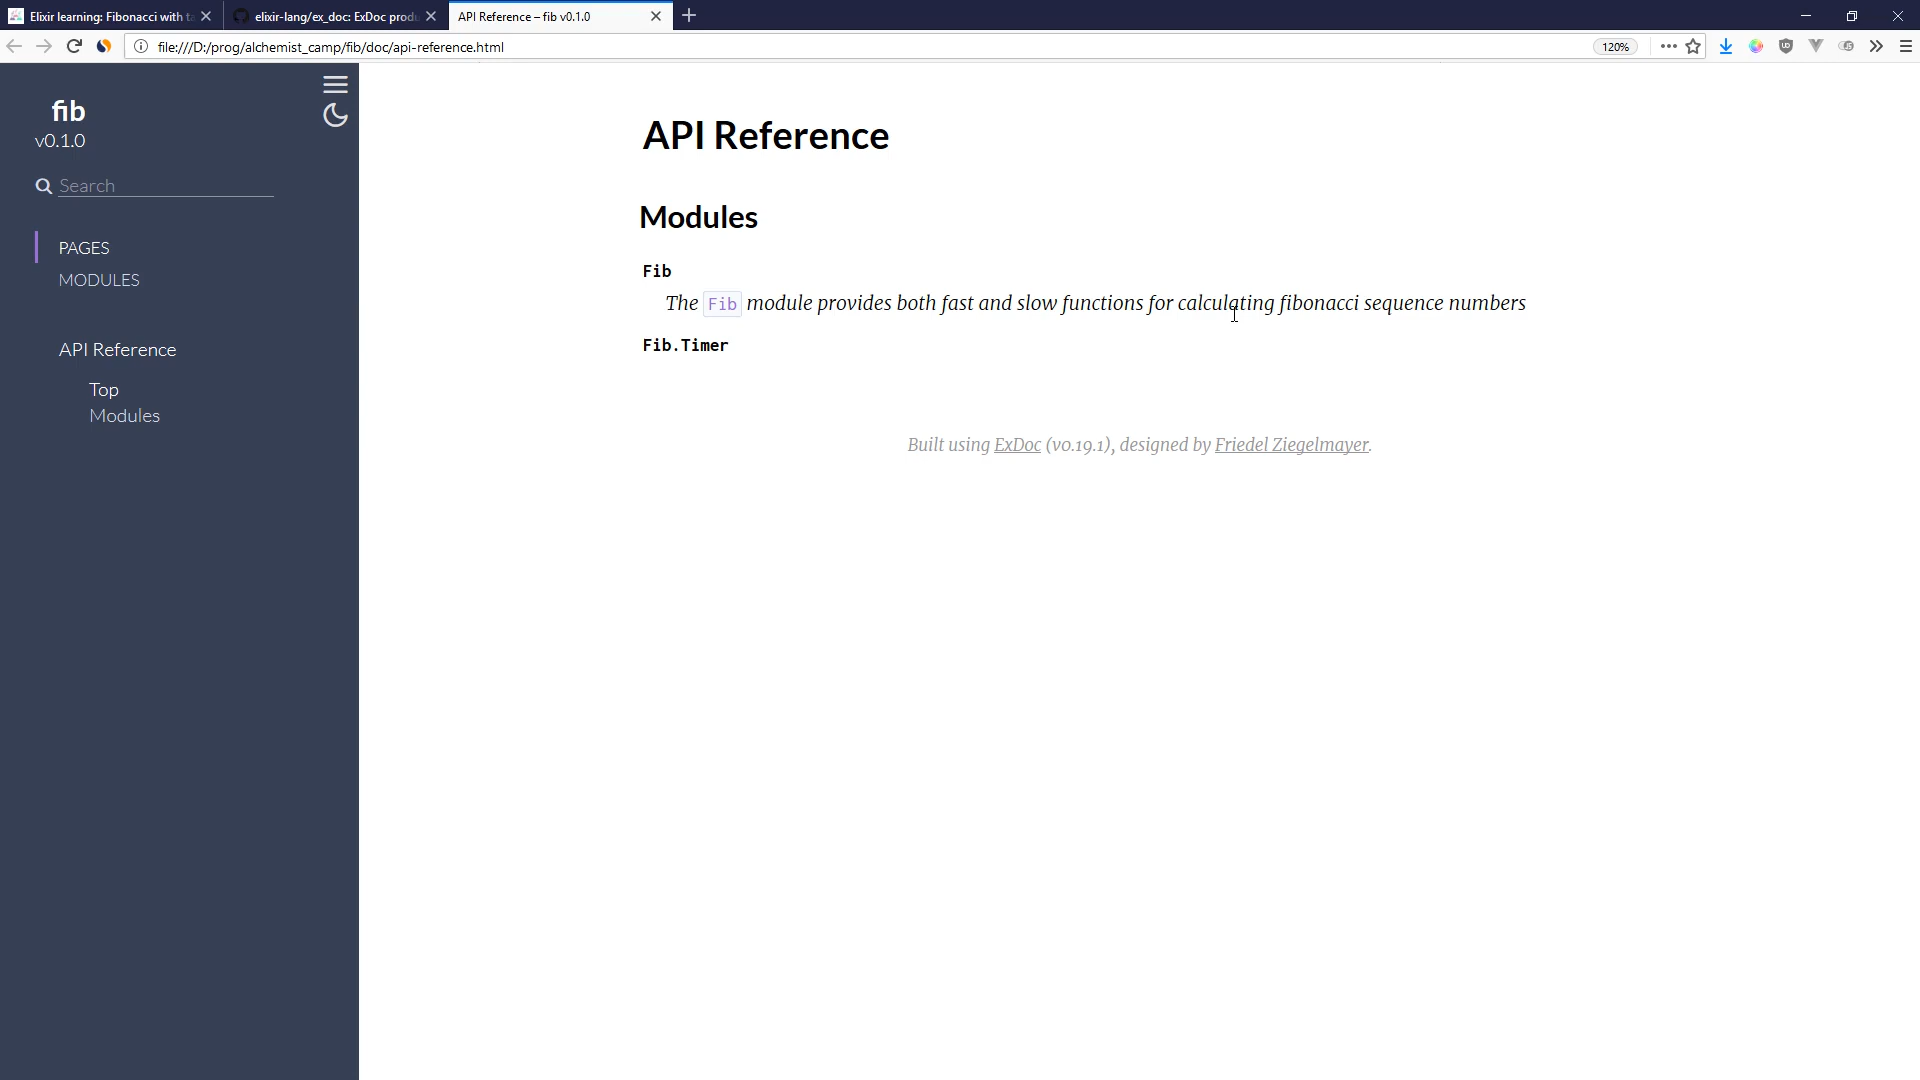 Elixir learning: Fibonacci with ta
elixir-lang/ex_doc: ExDoc produ
API Reference – fib v0.1.0
file:///D:/prog/alchemist_camp/fib/doc/api-reference.html
120%
fib
v0.1.0
Search
PAGES
MODULES
API Reference
Top
Modules
API Reference
Modules
Fib
The Fib module provides both fast and slow functions for calculating fibonacci sequence numbers
Fib.Timer
Built using ExDoc (v0.19.1), designed by Friedel Ziegelmayer.